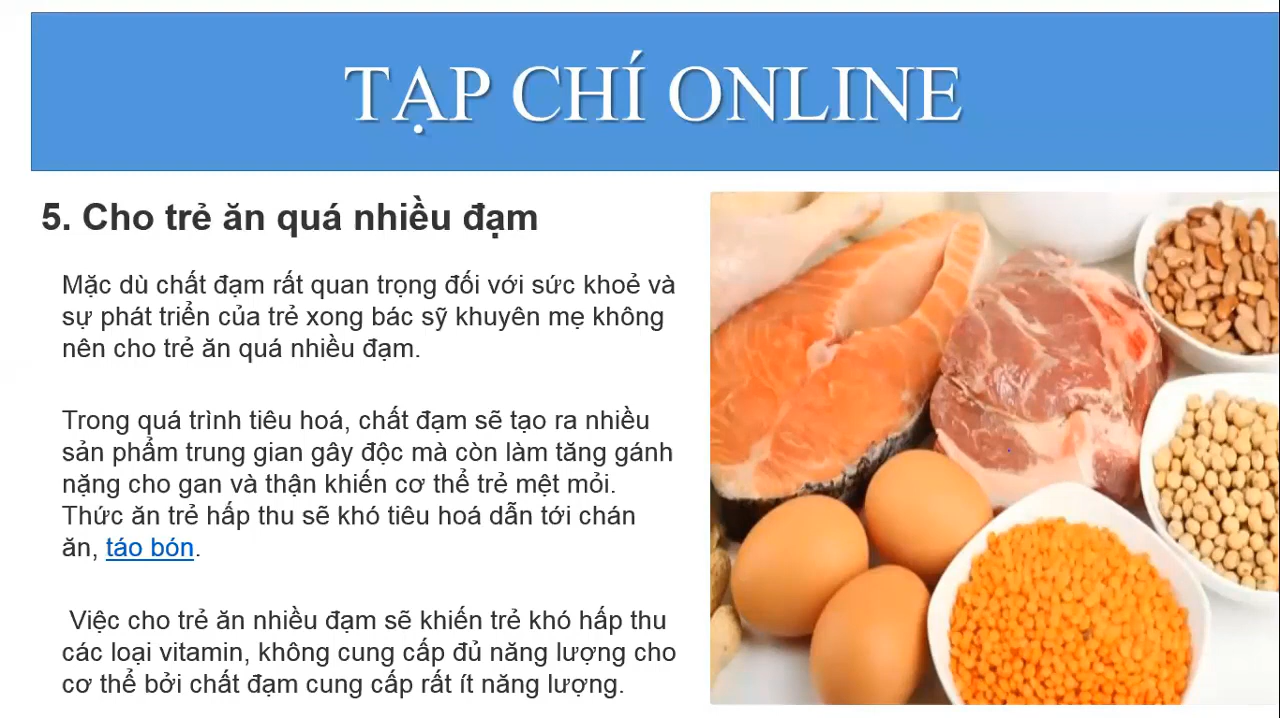 TẠP CHÍ ONLINE
5. Cho trẻ ăn quá nhiều đạm
Mặc dù chất đạm rất quan trọng đối với sức khoẻ và
sự phát triển của trẻ xong bác sỹ khuyên mẹ không
nên cho trẻ ăn quá nhiều đạm.
Trong quá trình tiêu hoá, chất đạm sẽ tạo ra nhiều
sản phẩm trung gian gây độc mà còn làm tăng gánh
nặng cho gan và thận khiến cơ thể trẻ mệt mỏi.
Thức ăn trẻ hấp thu sẽ khó tiêu hoá dẫn tới chán
ăn, táo bón.
Việc cho trẻ ăn nhiều đạm sẽ khiến trẻ khó hấp thu
các loại vitamin, không cung cấp đủ năng lượng cho
cơ thể bởi chất đạm cung cấp rất ít năng lượng.